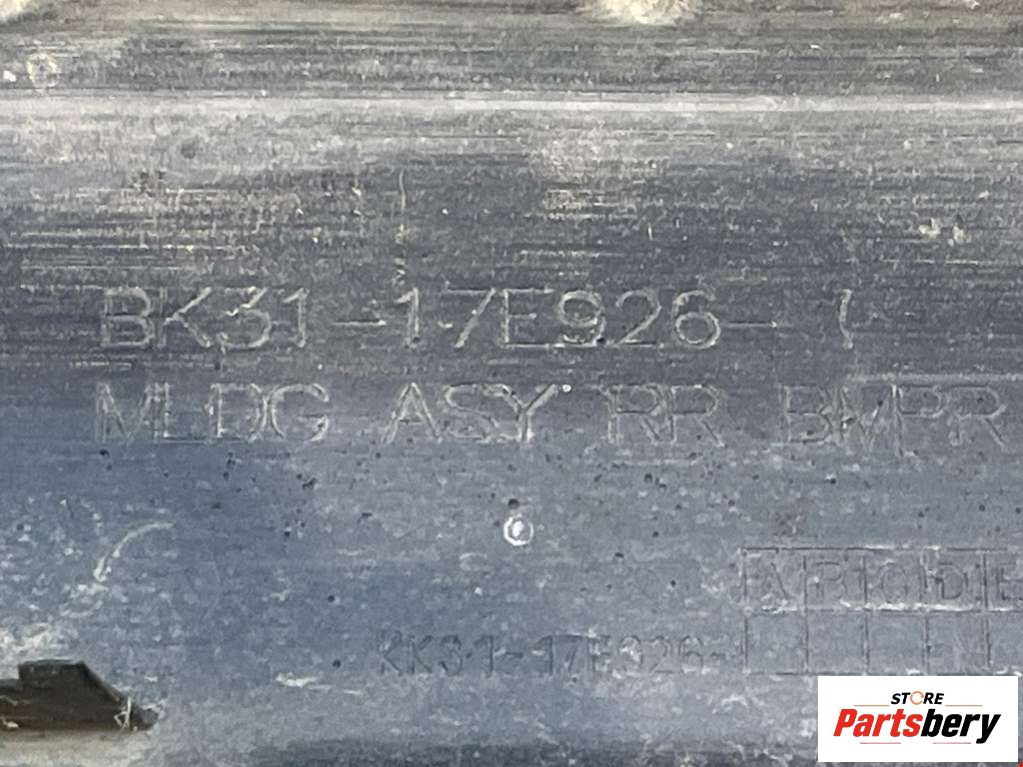 BK31-17E926-
MLDG ASY RR BMPR
A B C D E
KK31-17E926-
STORE
Partsbery